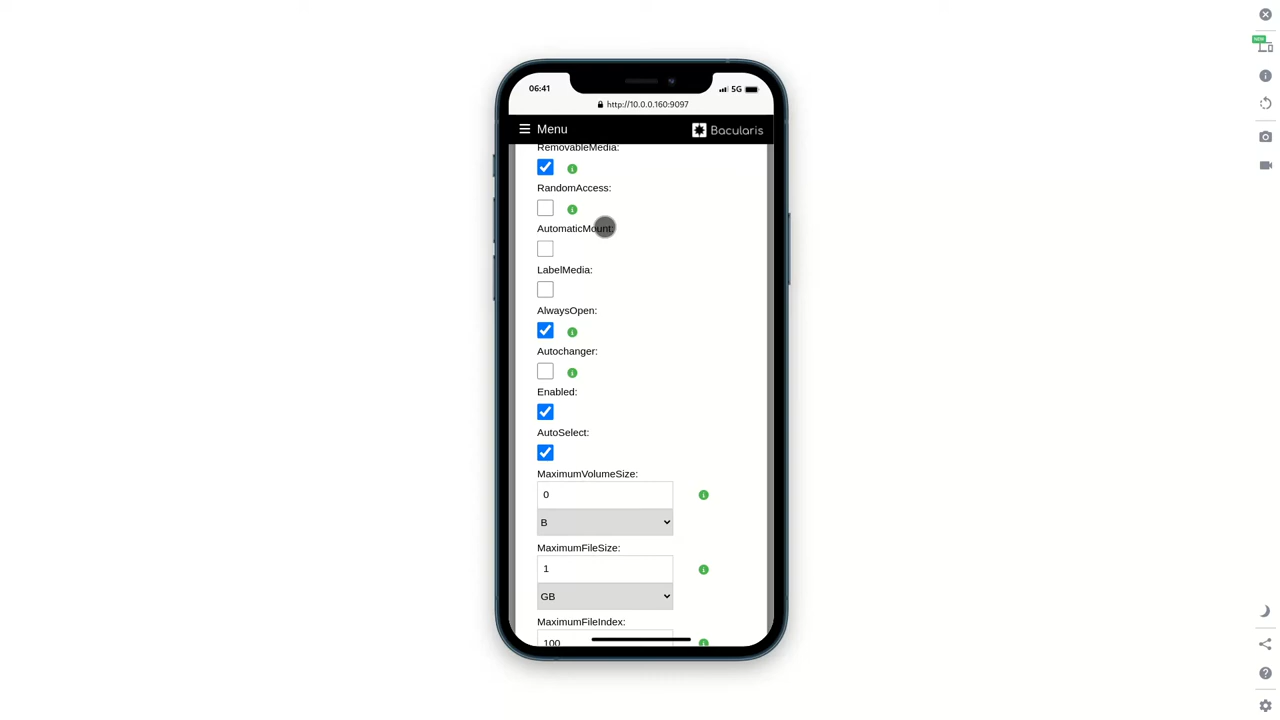 06:41
5G
http://10.0.0.160:9097
Menu
Bacularis
RemovableMedia:
RandomAccess:
AutomaticMount:
LabelMedia:
AlwaysOpen:
Autochanger:
Enabled:
AutoSelect:
MaximumVolumeSize:
0
B
MaximumFileSize:
1
GB
MaximumFileIndex:
100
NEW